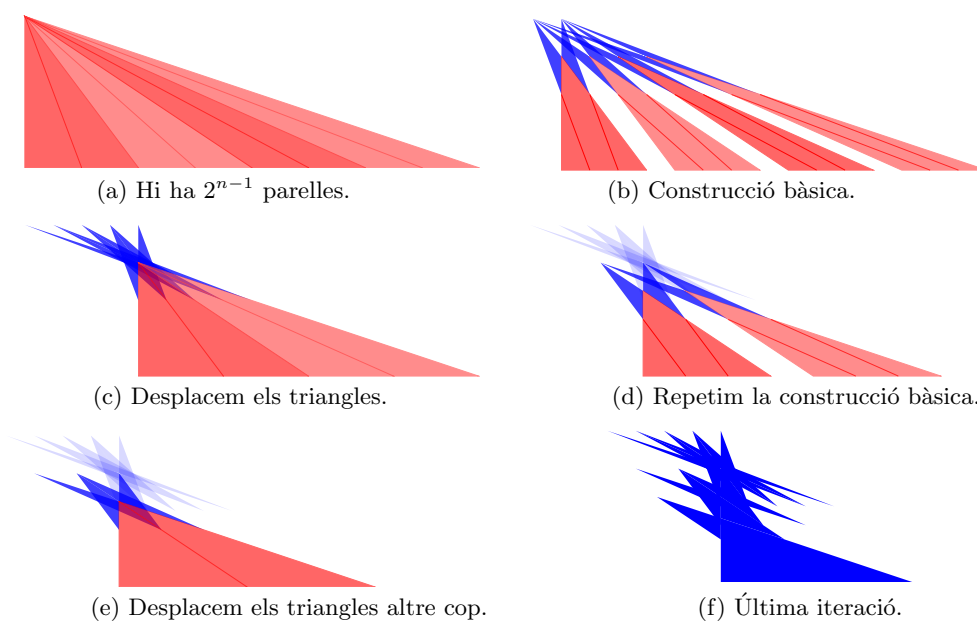 (a) Hi ha 2^{n−1} parelles.
(b) Construcció bàsica.
(c) Desplacem els triangles.
(d) Repetim la construcció bàsica.
(e) Desplacem els triangles altre cop.
(f) Última iteració.